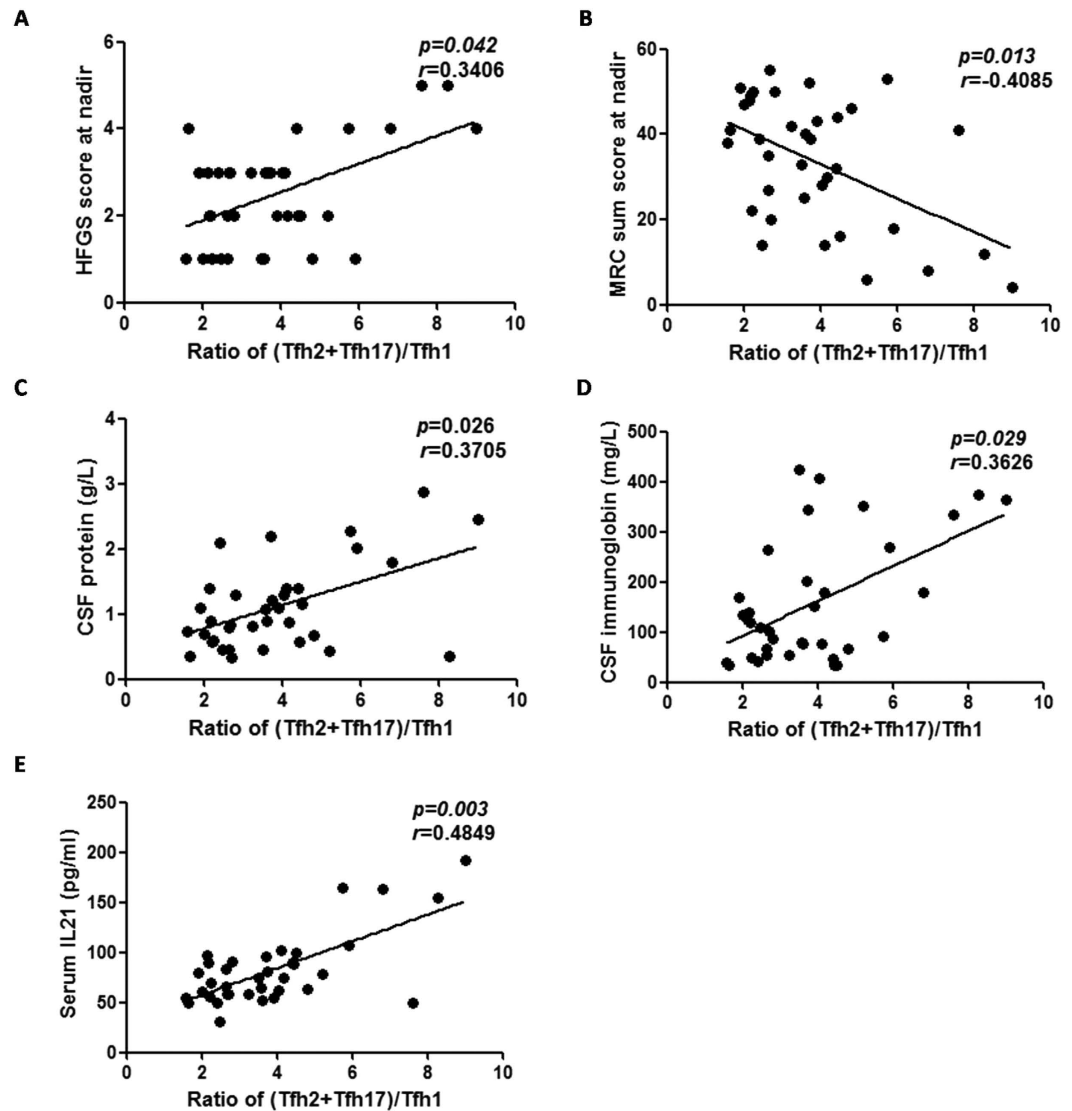 A
p=0.042
r=0.3406
HFGS score at nadir
6
4
2
0
0 2 4 6 8 10
Ratio of (Tfh2+Tfh17)/Tfh1
B
p=0.013
r=-0.4085
MRC sum score at nadir
60
40
20
0
0 2 4 6 8 10
Ratio of (Tfh2+Tfh17)/Tfh1
C
p=0.026
r=0.3705
CSF protein (g/L)
4
3
2
1
0
0 2 4 6 8 10
Ratio of (Tfh2+Tfh17)/Tfh1
D
p=0.029
r=0.3626
CSF immunoglobin (mg/L)
500
400
300
200
100
0
0 2 4 6 8 10
Ratio of (Tfh2+Tfh17)/Tfh1
E
p=0.003
r=0.4849
Serum IL21 (pg/ml)
250
200
150
100
50
0
0 2 4 6 8 10
Ratio of (Tfh2+Tfh17)/Tfh1